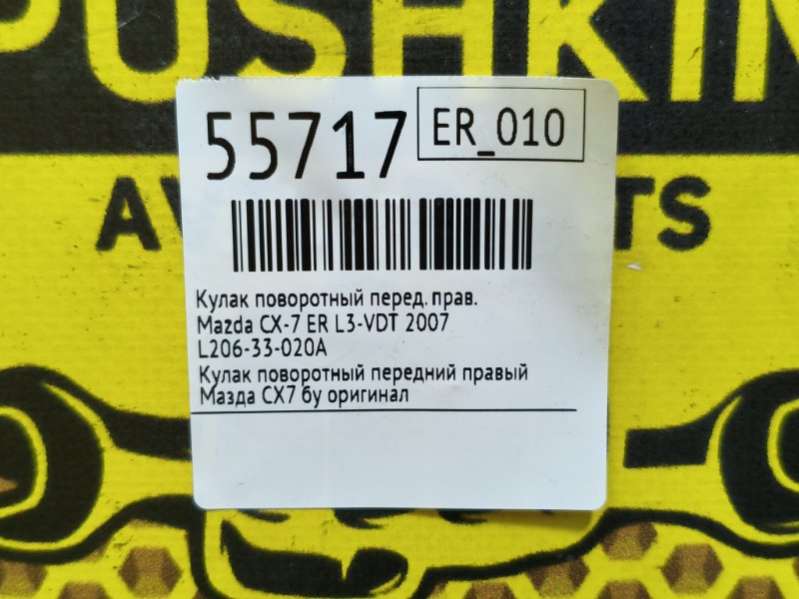 PUSHKIN
55717
ER_010
AV
TS
Кулак поворотный перед. прав.
Mazda CX-7 ER L3-VDT 2007
L206-33-020A
Кулак поворотный передний правый
Мазда СХ7 бу оригинал